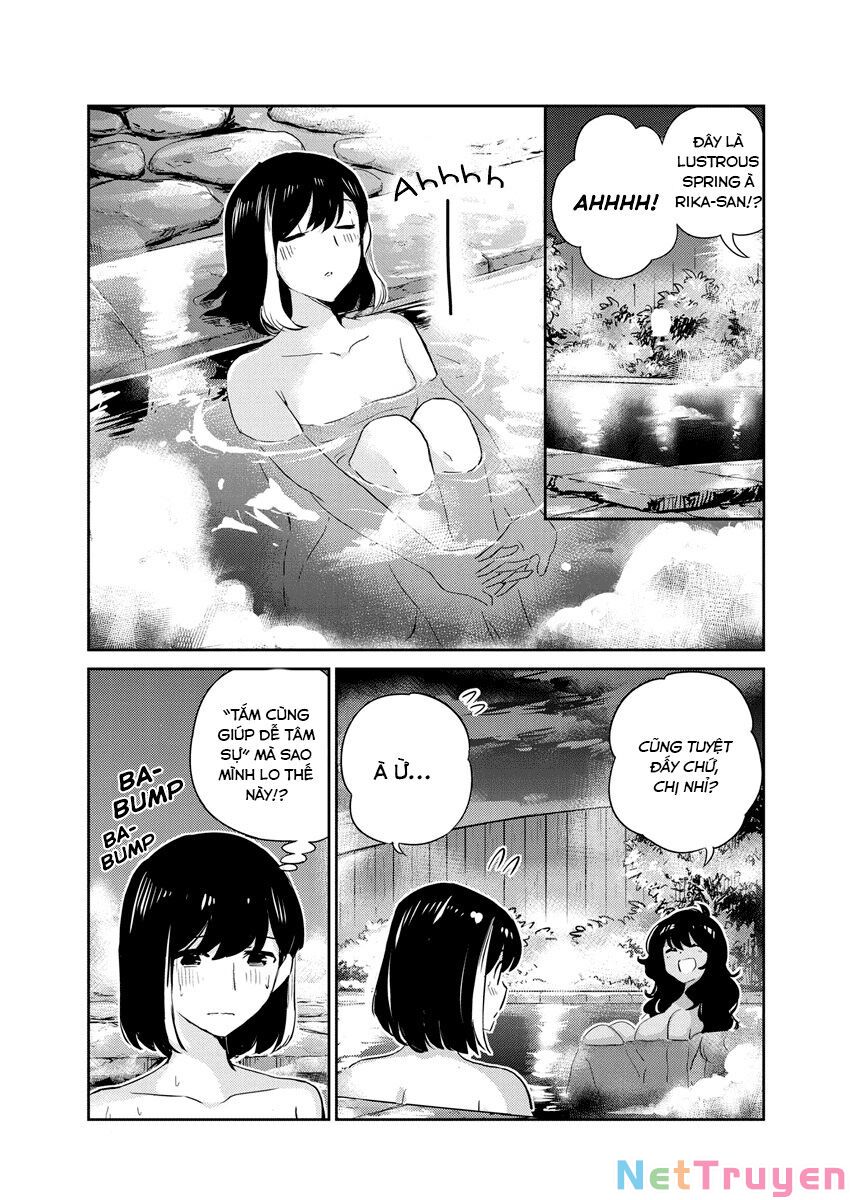 ĐÂY LÀ
LUSTROUS
SPRING À
RIKA-SAN!?
AHHHH!
Ahhhh
CŨNG TUYỆT
ĐẤY CHỨ,
CHỊ NHỈ?
À Ừ...
"TẮM CÙNG
GIÚP DỄ TÂM
SỰ" MÀ SAO
MÌNH LO THẾ
NÀY!?
BA-
BUMP
BA-
BUMP
NetTruyen